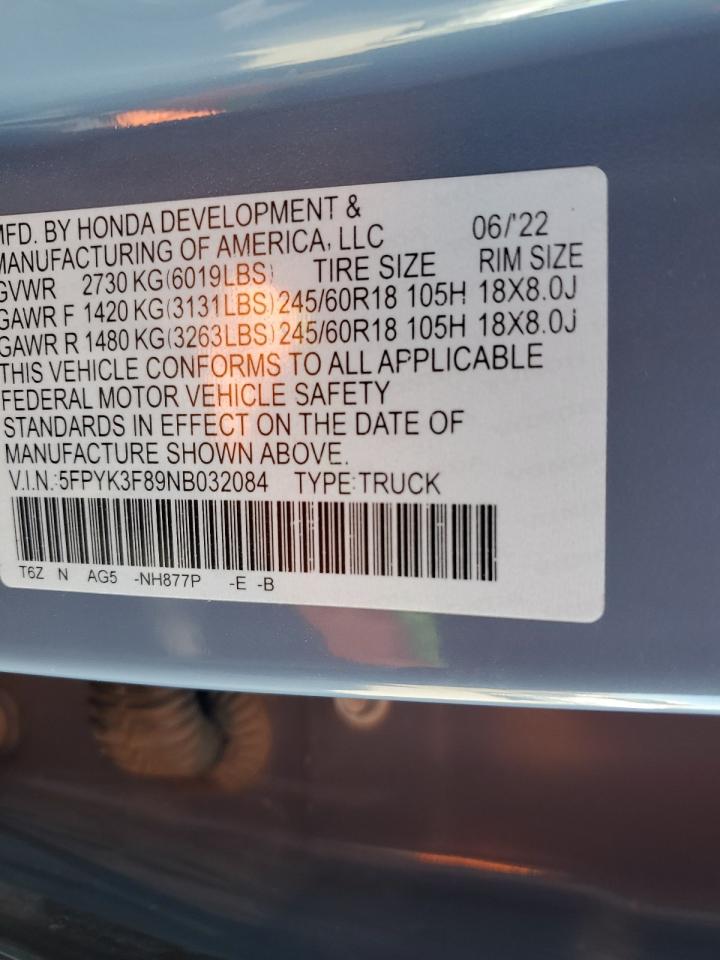 MFD. BY HONDA DEVELOPMENT &
MANUFACTURING OF AMERICA, LLC 06/'22
GVWR 2730 KG(6019LBS) TIRE SIZE RIM SIZE
GAWR F 1420 KG(3131LBS)245/60R18 105H 18X8.0J
GAWR R 1480 KG(3263LBS)245/60R18 105H 18X8.0J
THIS VEHICLE CONFORMS TO ALL APPLICABLE
FEDERAL MOTOR VEHICLE SAFETY
STANDARDS IN EFFECT ON THE DATE OF
MANUFACTURE SHOWN ABOVE.
V.I.N.:5FPYK3F89NB032084 TYPE:TRUCK
T6Z N AG5 -NH877P -E -B